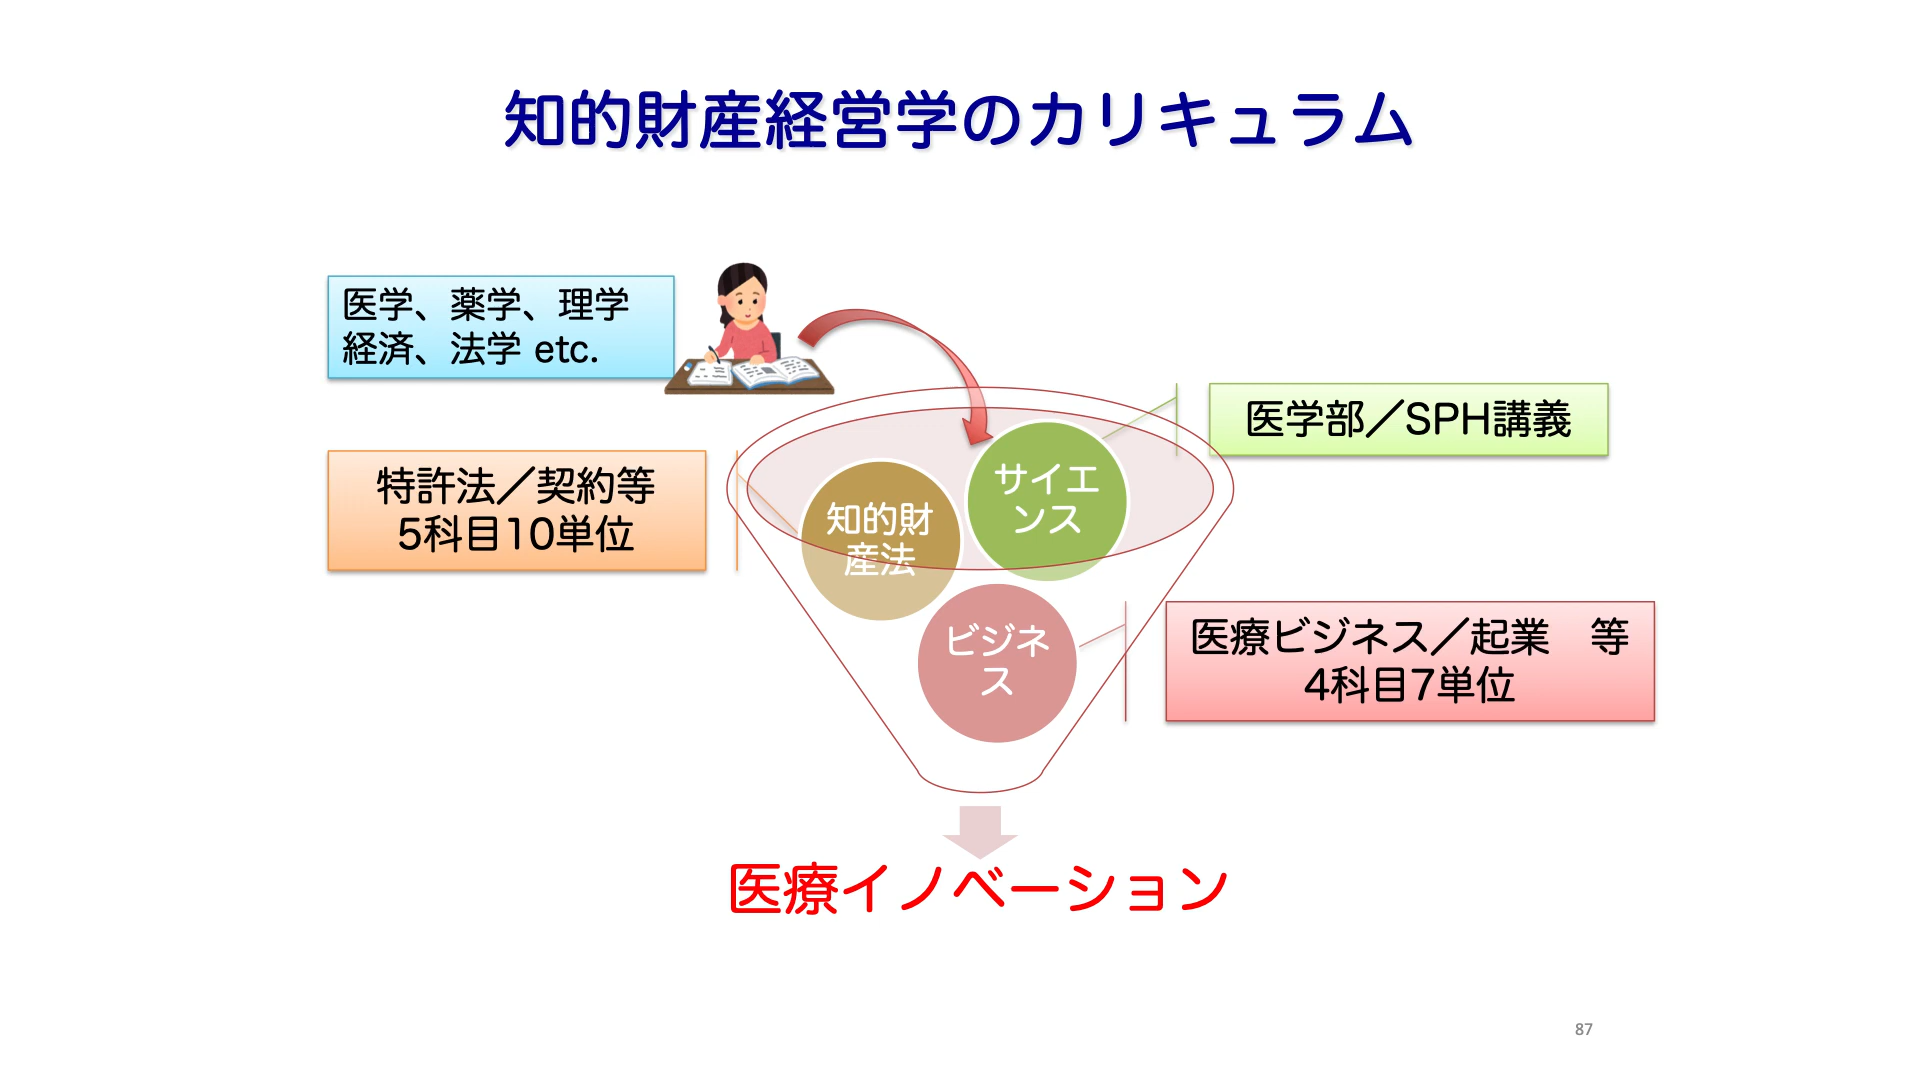 知的財産経営学のカリキュラム
医学、薬学、理学
経済、法学 etc.
医学部／SPH講義
特許法／契約等
5科目10単位
サイエ
ンス
知的財
産法
ビジネ
ス
医療ビジネス／起業　等
4科目7単位
医療イノベーション
87